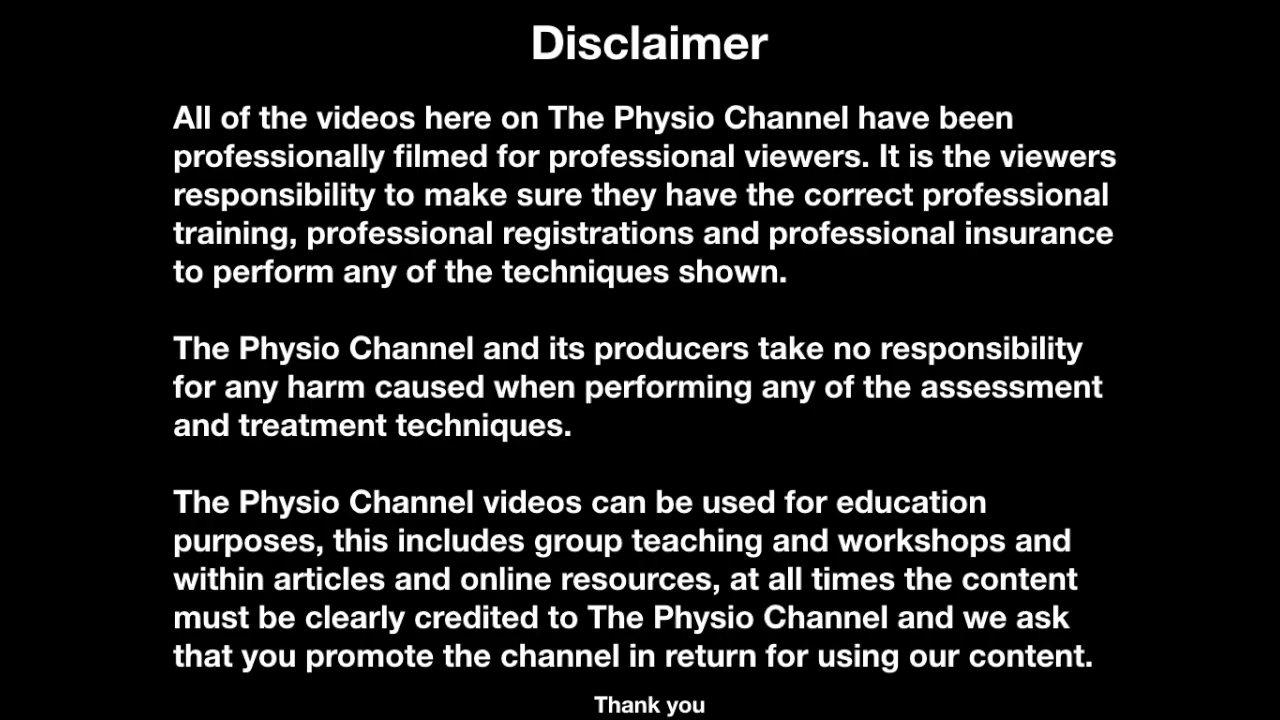 Disclaimer
All of the videos here on The Physio Channel have been
professionally filmed for professional viewers. It is the viewers
responsibility to make sure they have the correct professional
training, professional registrations and professional insurance
to perform any of the techniques shown.
The Physio Channel and its producers take no responsibility
for any harm caused when performing any of the assessment
and treatment techniques.
The Physio Channel videos can be used for education
purposes, this includes group teaching and workshops and
within articles and online resources, at all times the content
must be clearly credited to The Physio Channel and we ask
that you promote the channel in return for using our content.
Thank you